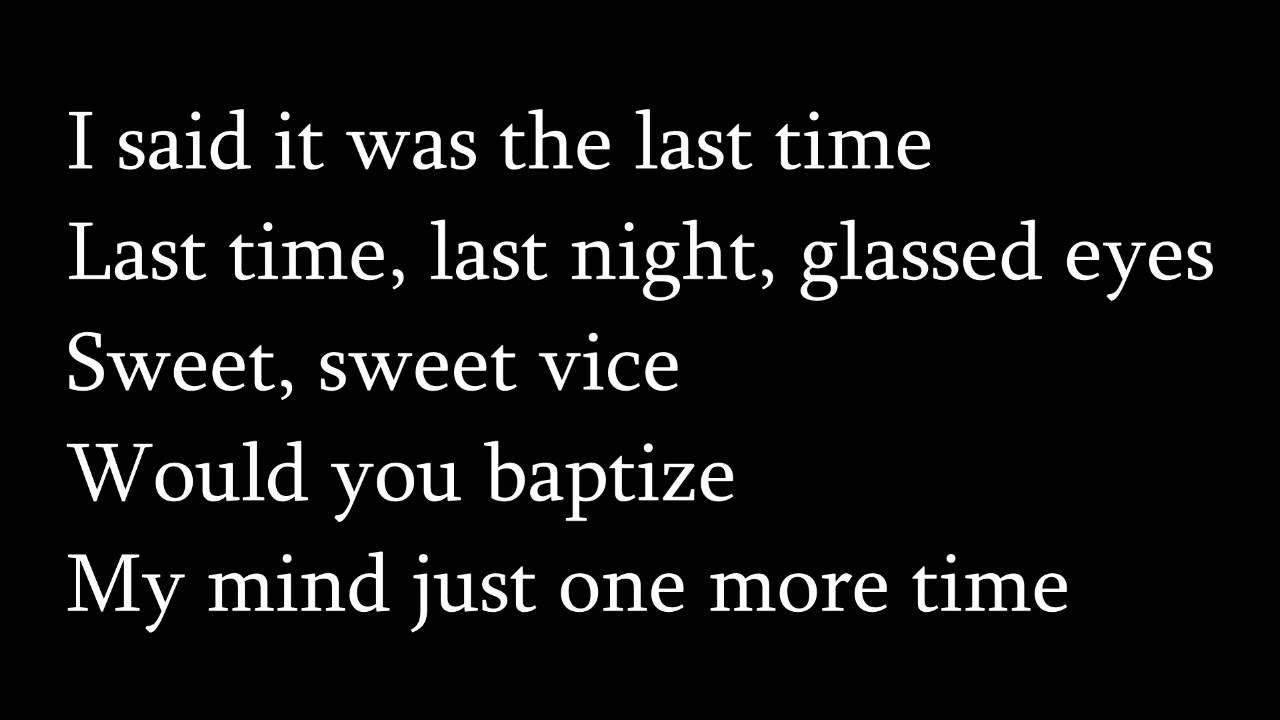 I said it was the last time
Last time, last night, glassed eyes
Sweet, sweet vice
Would you baptize
My mind just one more time